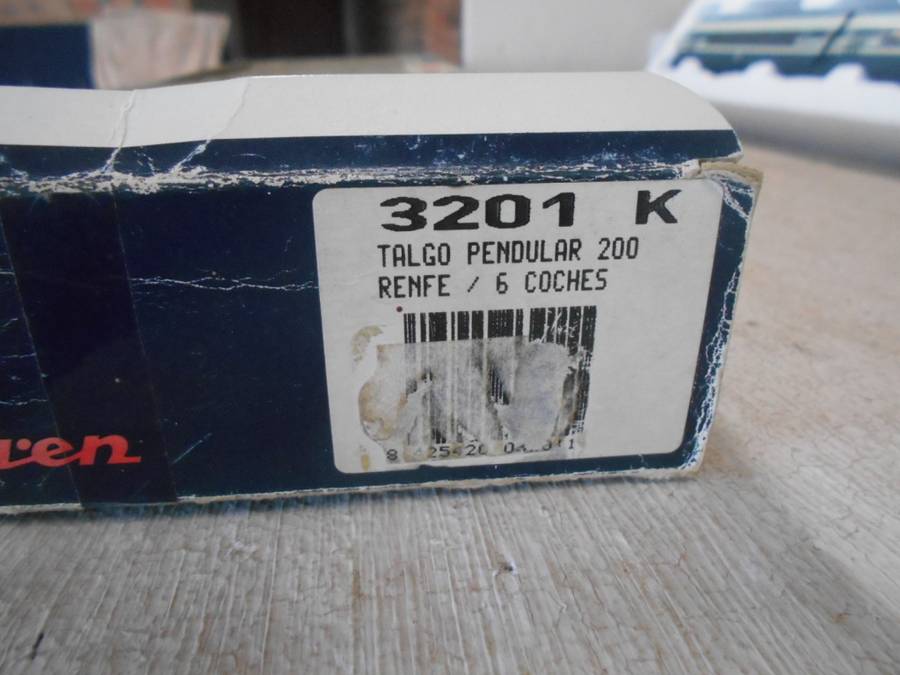 3201 K
TALGO PENDULAR 200
RENFE / 6 COCHES